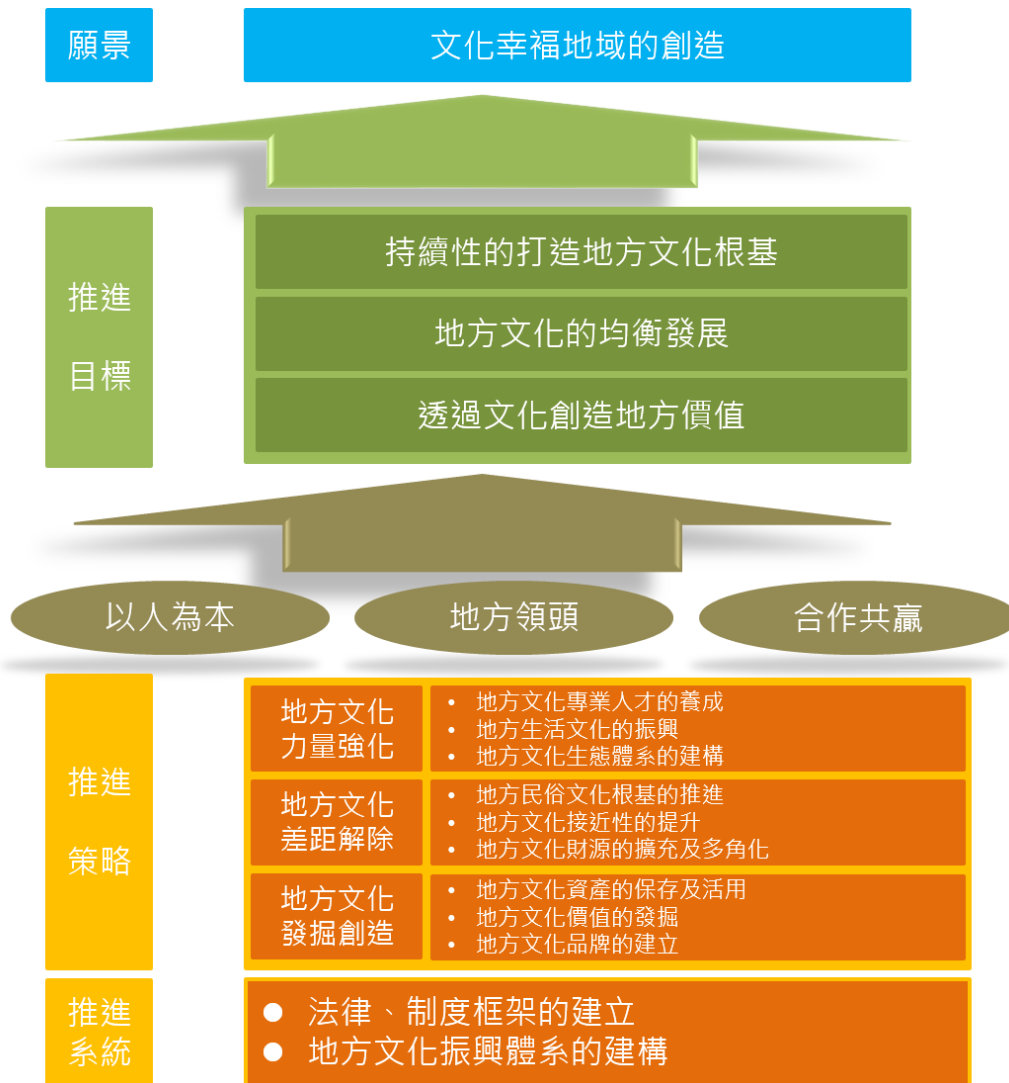 願景
文化幸福地域的創造
推進
目標
持續性的打造地方文化根基
地方文化的均衡發展
透過文化創造地方價值
以人為本
地方領頭
合作共贏
推進
策略
地方文化
力量強化
• 地方文化專業人才的養成
• 地方生活文化的振興
• 地方文化生態體系的建構
地方文化
差距解除
• 地方民俗文化根基的推進
• 地方文化接近性的提升
• 地方文化財源的擴充及多角化
地方文化
發掘創造
• 地方文化資產的保存及活用
• 地方文化價值的發掘
• 地方文化品牌的建立
推進
系統
● 法律、制度框架的建立
● 地方文化振興體系的建構